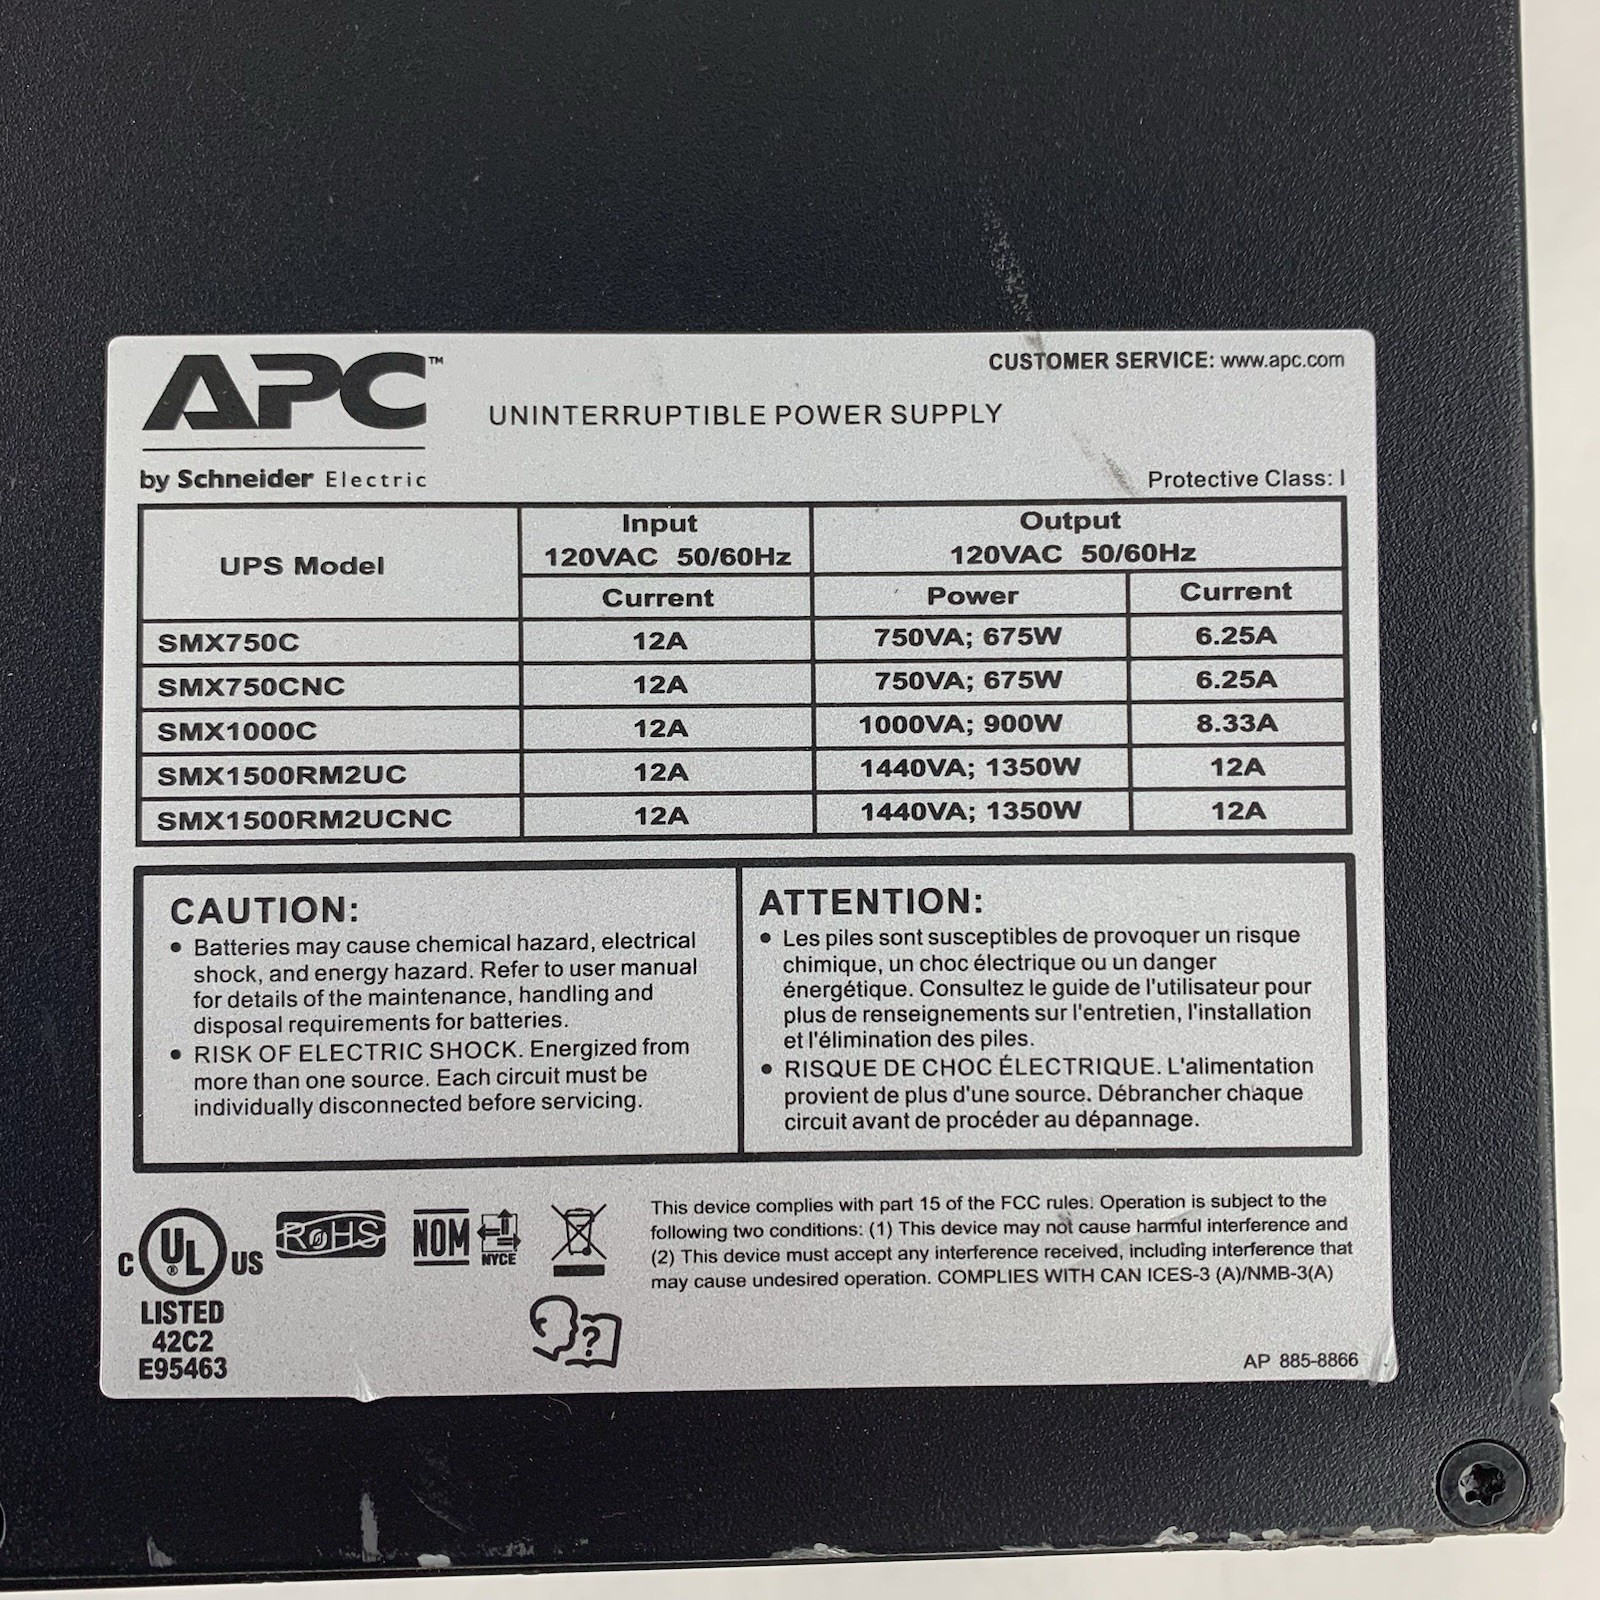 APC™
CUSTOMER SERVICE: www.apc.com
UNINTERRUPTIBLE POWER SUPPLY
by Schneider Electric
Protective Class: I
UPS Model
Input
120VAC 50/60Hz
Output
120VAC 50/60Hz
Current
Power
Current
SMX750C 12A 750VA; 675W 6.25A
SMX750CNC 12A 750VA; 675W 6.25A
SMX1000C 12A 1000VA; 900W 8.33A
SMX1500RM2UC 12A 1440VA; 1350W 12A
SMX1500RM2UCNC 12A 1440VA; 1350W 12A
CAUTION:
• Batteries may cause chemical hazard, electrical
shock, and energy hazard. Refer to user manual
for details of the maintenance, handling and
disposal requirements for batteries.
• RISK OF ELECTRIC SHOCK. Energized from
more than one source. Each circuit must be
individually disconnected before servicing.
ATTENTION:
• Les piles sont susceptibles de provoquer un risque
chimique, un choc électrique ou un danger
énergétique. Consultez le guide de l'utilisateur pour
plus de renseignements sur l'entretien, l'installation
et l'élimination des piles.
• RISQUE DE CHOC ÉLECTRIQUE. L'alimentation
provient de plus d'une source. Débrancher chaque
circuit avant de procéder au dépannage.
C UL® US
LISTED
42C2
E95463
RoHS
NOM
NYCE
?
This device complies with part 15 of the FCC rules. Operation is subject to the
following two conditions: (1) This device may not cause harmful interference and
(2) This device must accept any interference received, including interference that
may cause undesired operation. COMPLIES WITH CAN ICES-3 (A)/NMB-3(A)
AP 885-8866